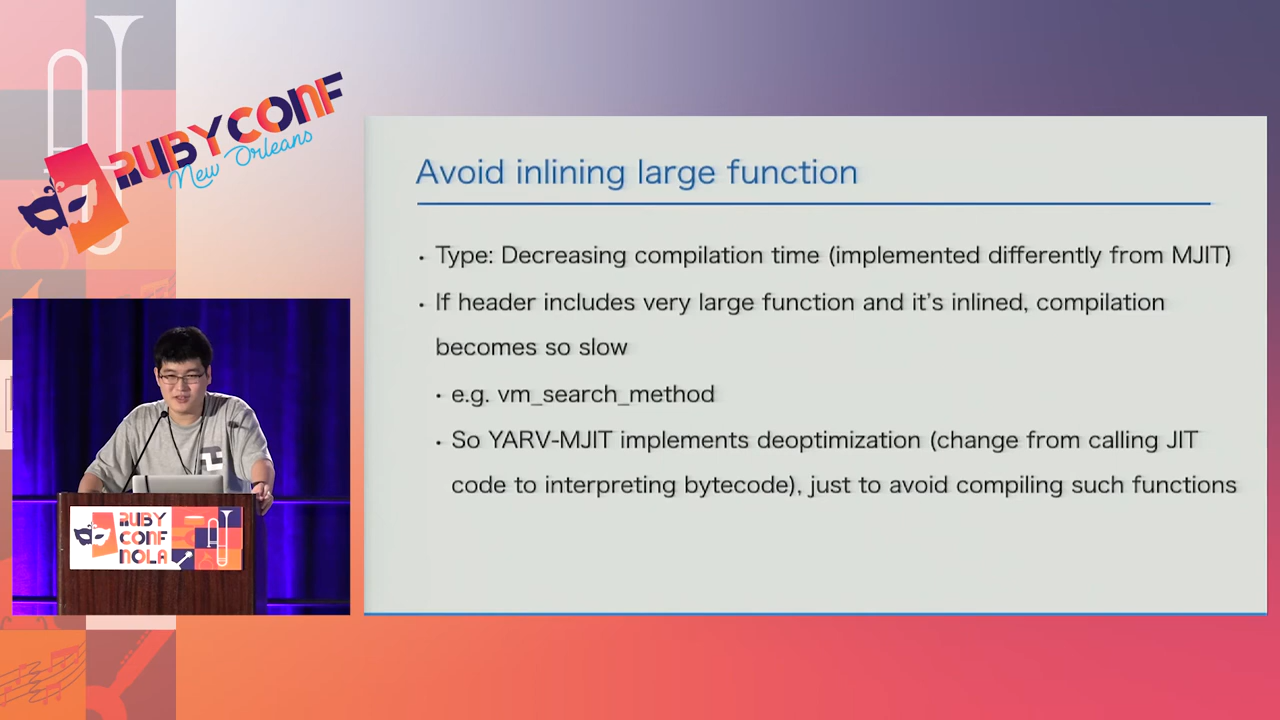 RUBYCONF
New Orleans
Avoid inlining large function
• Type: Decreasing compilation time (implemented differently from MJIT)
• If header includes very large function and it's inlined, compilation
becomes so slow
• e.g. vm_search_method
• So YARV-MJIT implements deoptimization (change from calling JIT
code to interpreting bytecode), just to avoid compiling such functions
RUBY
CONF
NOLA